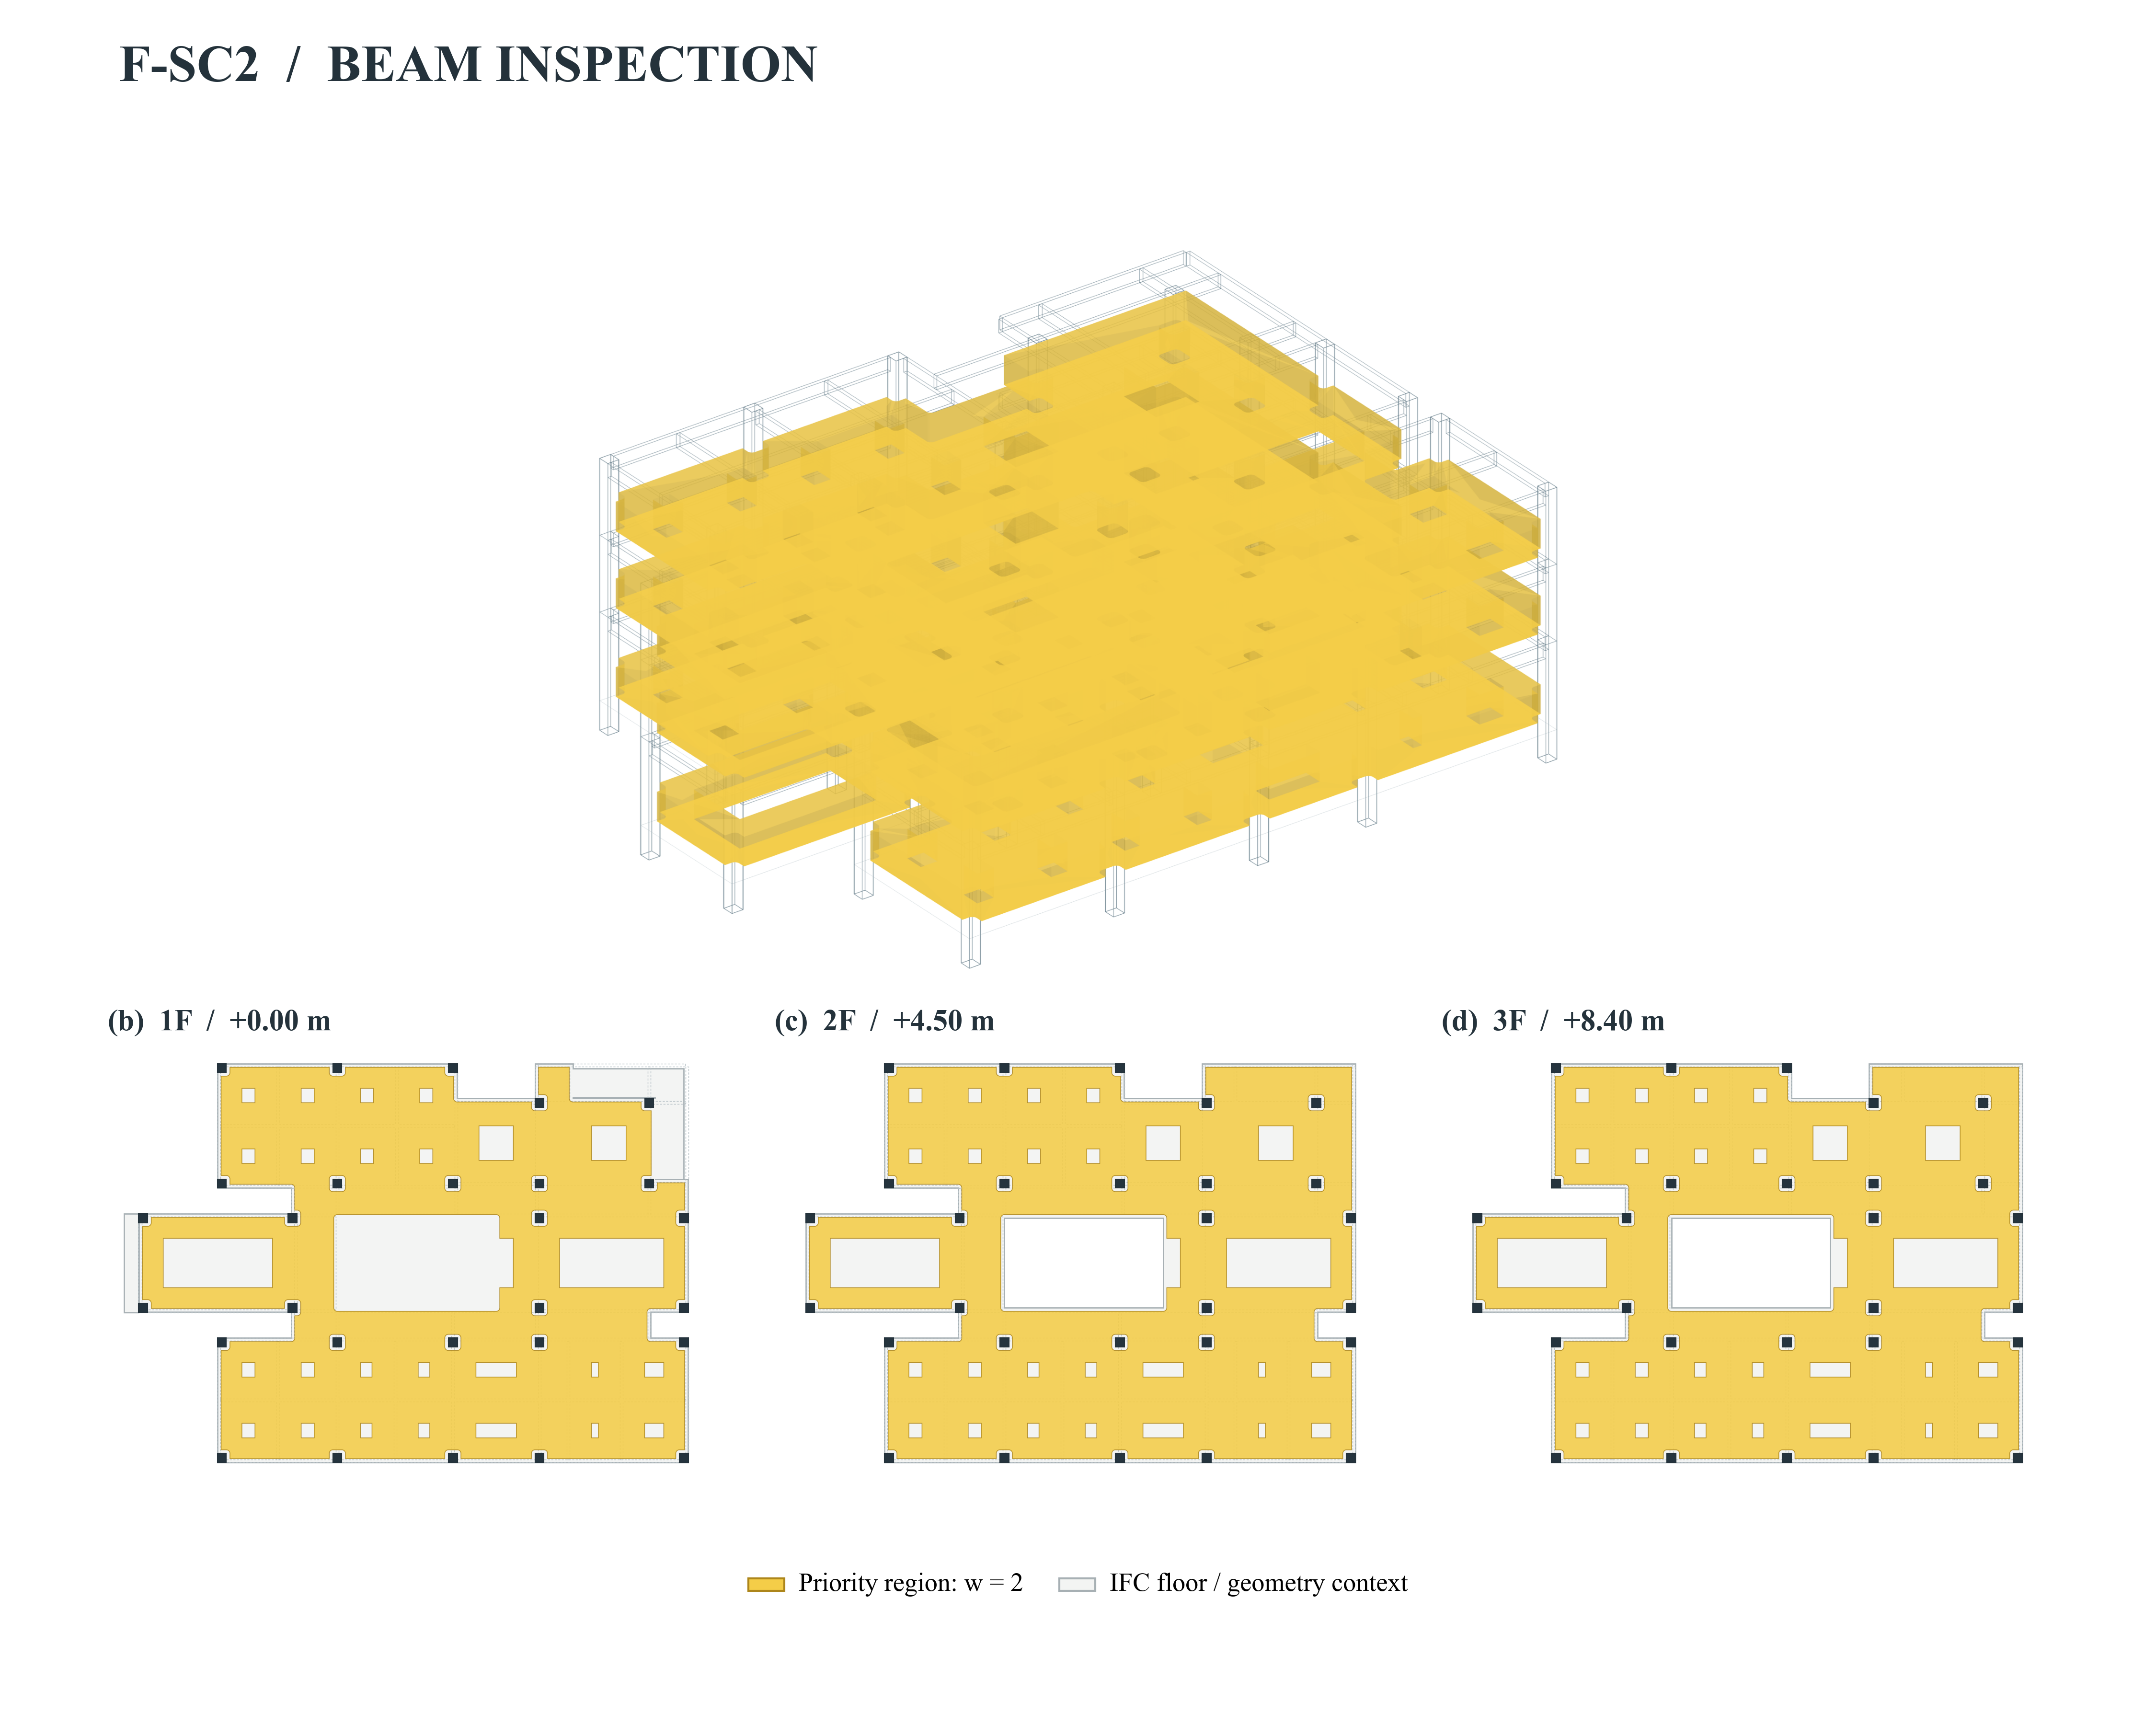 F-SC2 / BEAM INSPECTION
(b) 1F / +0.00 m
(c) 2F / +4.50 m
(d) 3F / +8.40 m
Priority region: w = 2
IFC floor / geometry context